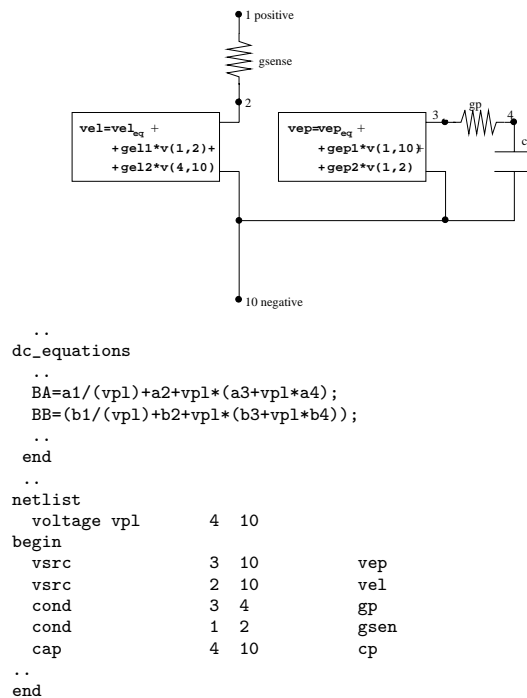 1 positive
gsense
2
vel=vel_eq +
+gel1*v(1,2)+
+gel2*v(4,10)
vep=vep_eq +
+gep1*v(1,10)+
+gep2*v(1,2)
3
gp
4
c
10 negative
..
dc_equations
..
BA=a1/(vpl)+a2+vpl*(a3+vpl*a4);
BB=(b1/(vpl)+b2+vpl*(b3+vpl*b4));
..
end
..
netlist
voltage vpl 4 10
begin
vsrc 3 10 vep
vsrc 2 10 vel
cond 3 4 gp
cond 1 2 gsen
cap 4 10 cp
..
end